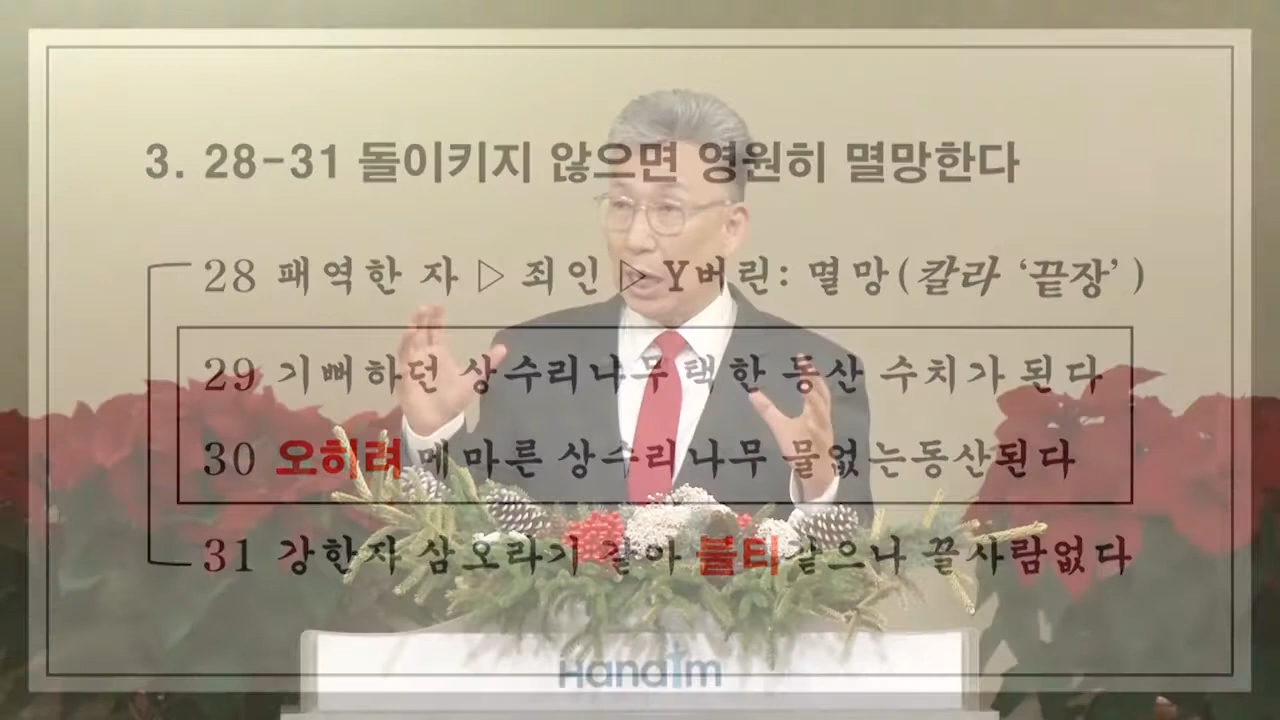 3. 28-31 돌이키지 않으면 영원히 멸망한다
28 패역한 자 ▷ 죄인 ▷ Y버린: 멸망(칼라 ‘끝장’)
29 기뻐하던 상수리나무 택한 동산 수치가 된다
30 오히려 메마른 상수리나무 물없는동산된다
31 강한자 삼오라기 같아 불티같으나 끌사람없다
Hanaim